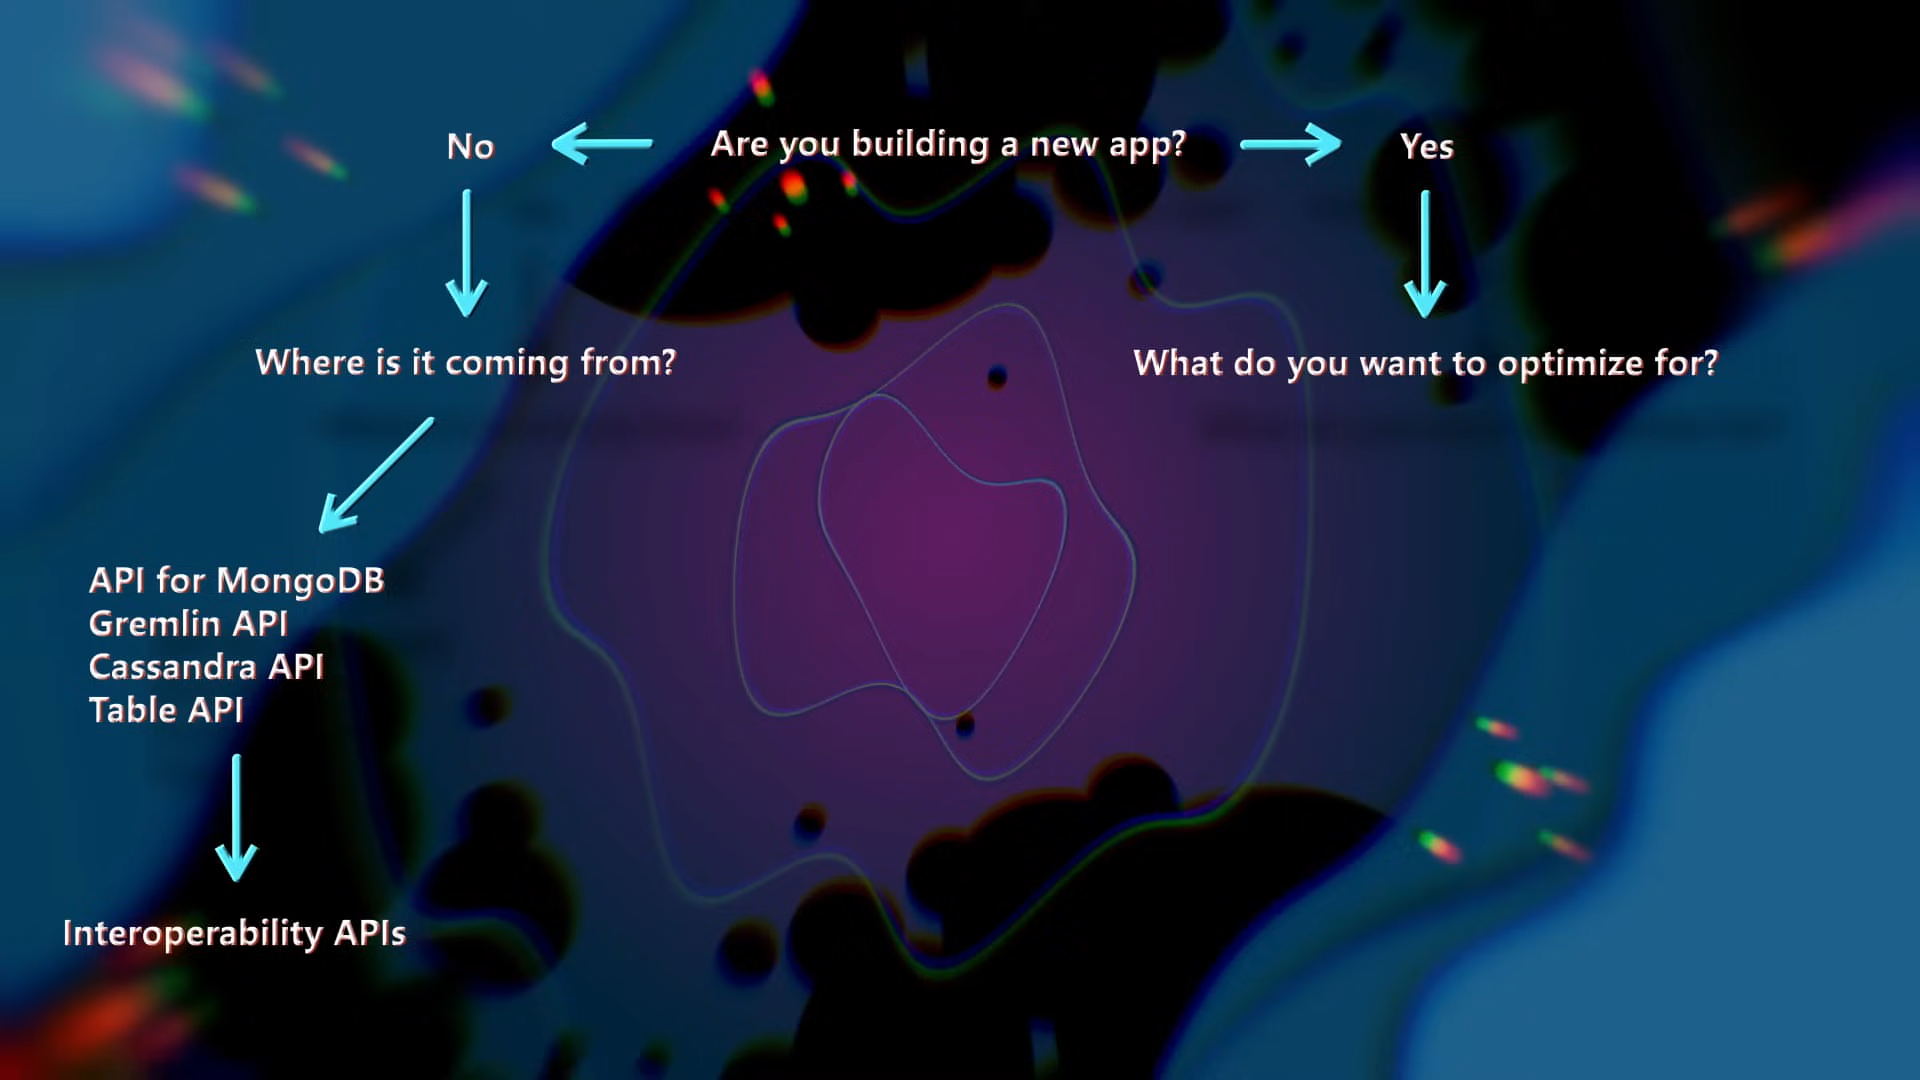 No
Are you building a new app?
Yes
Where is it coming from?
What do you want to optimize for?
API for MongoDB
Gremlin API
Cassandra API
Table API
Interoperability APIs